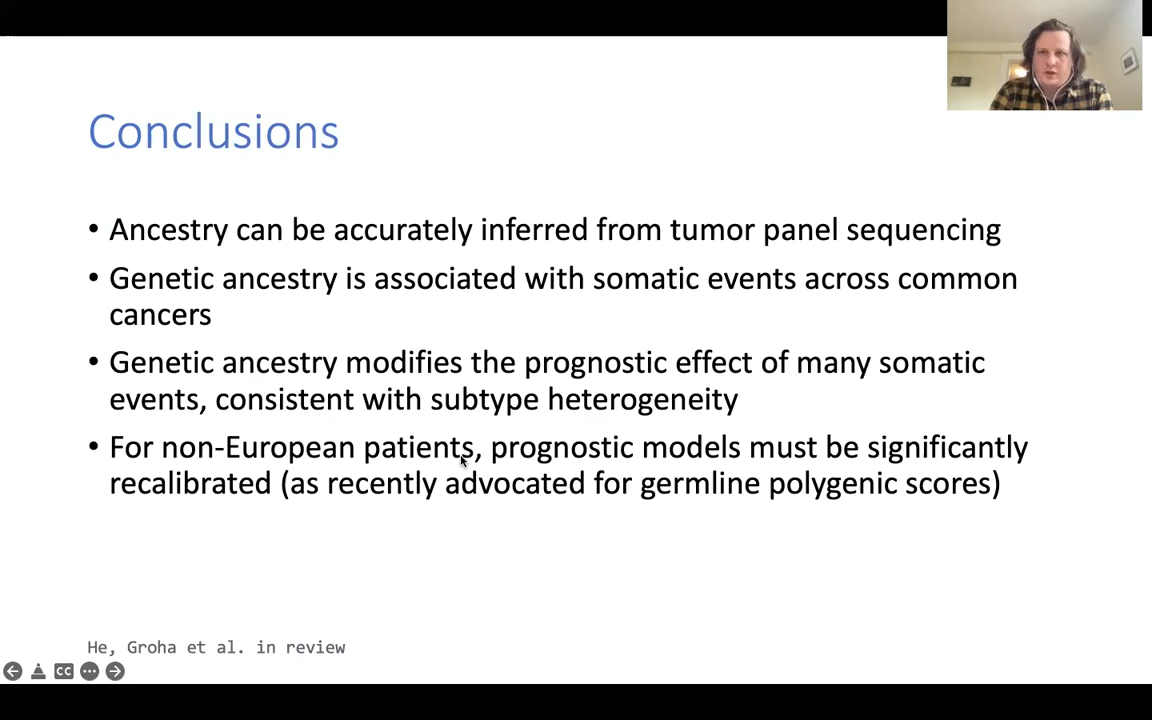 Conclusions
• Ancestry can be accurately inferred from tumor panel sequencing
• Genetic ancestry is associated with somatic events across common
cancers
• Genetic ancestry modifies the prognostic effect of many somatic
events, consistent with subtype heterogeneity
• For non-European patients, prognostic models must be significantly
recalibrated (as recently advocated for germline polygenic scores)
He, Groha et al. in review
CC